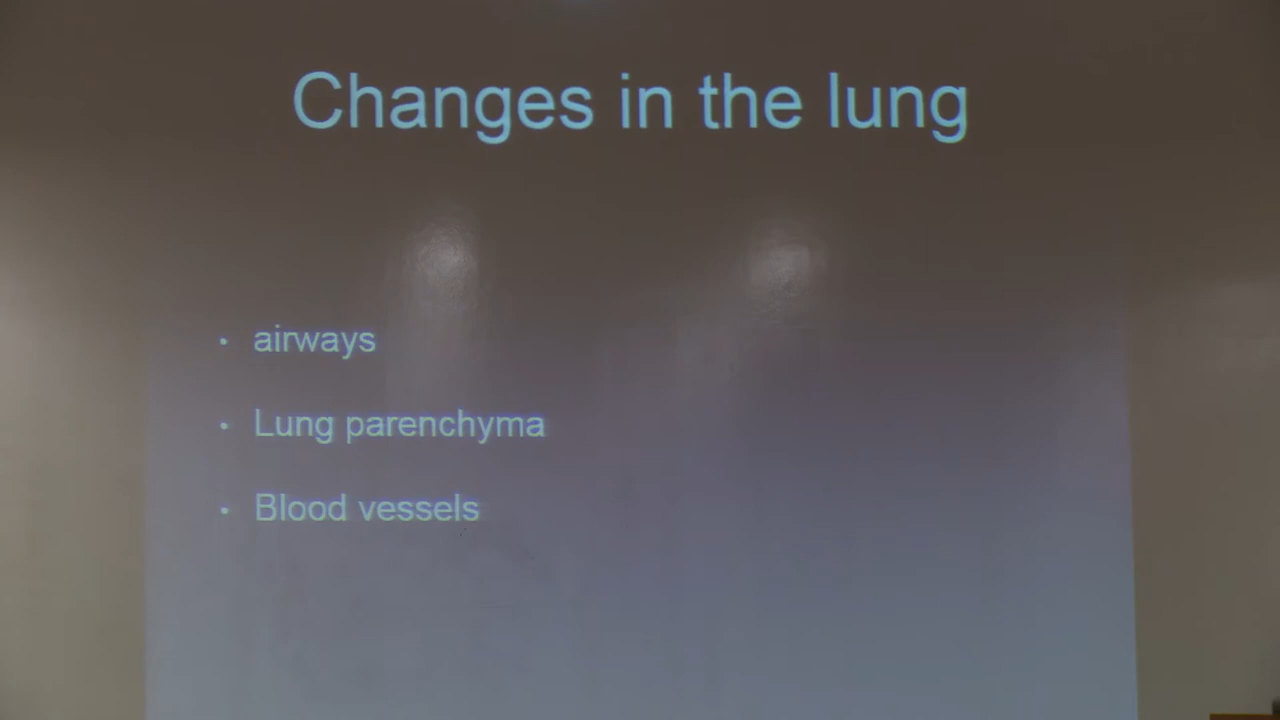 Changes in the lung
• airways
• Lung parenchyma
• Blood vessels